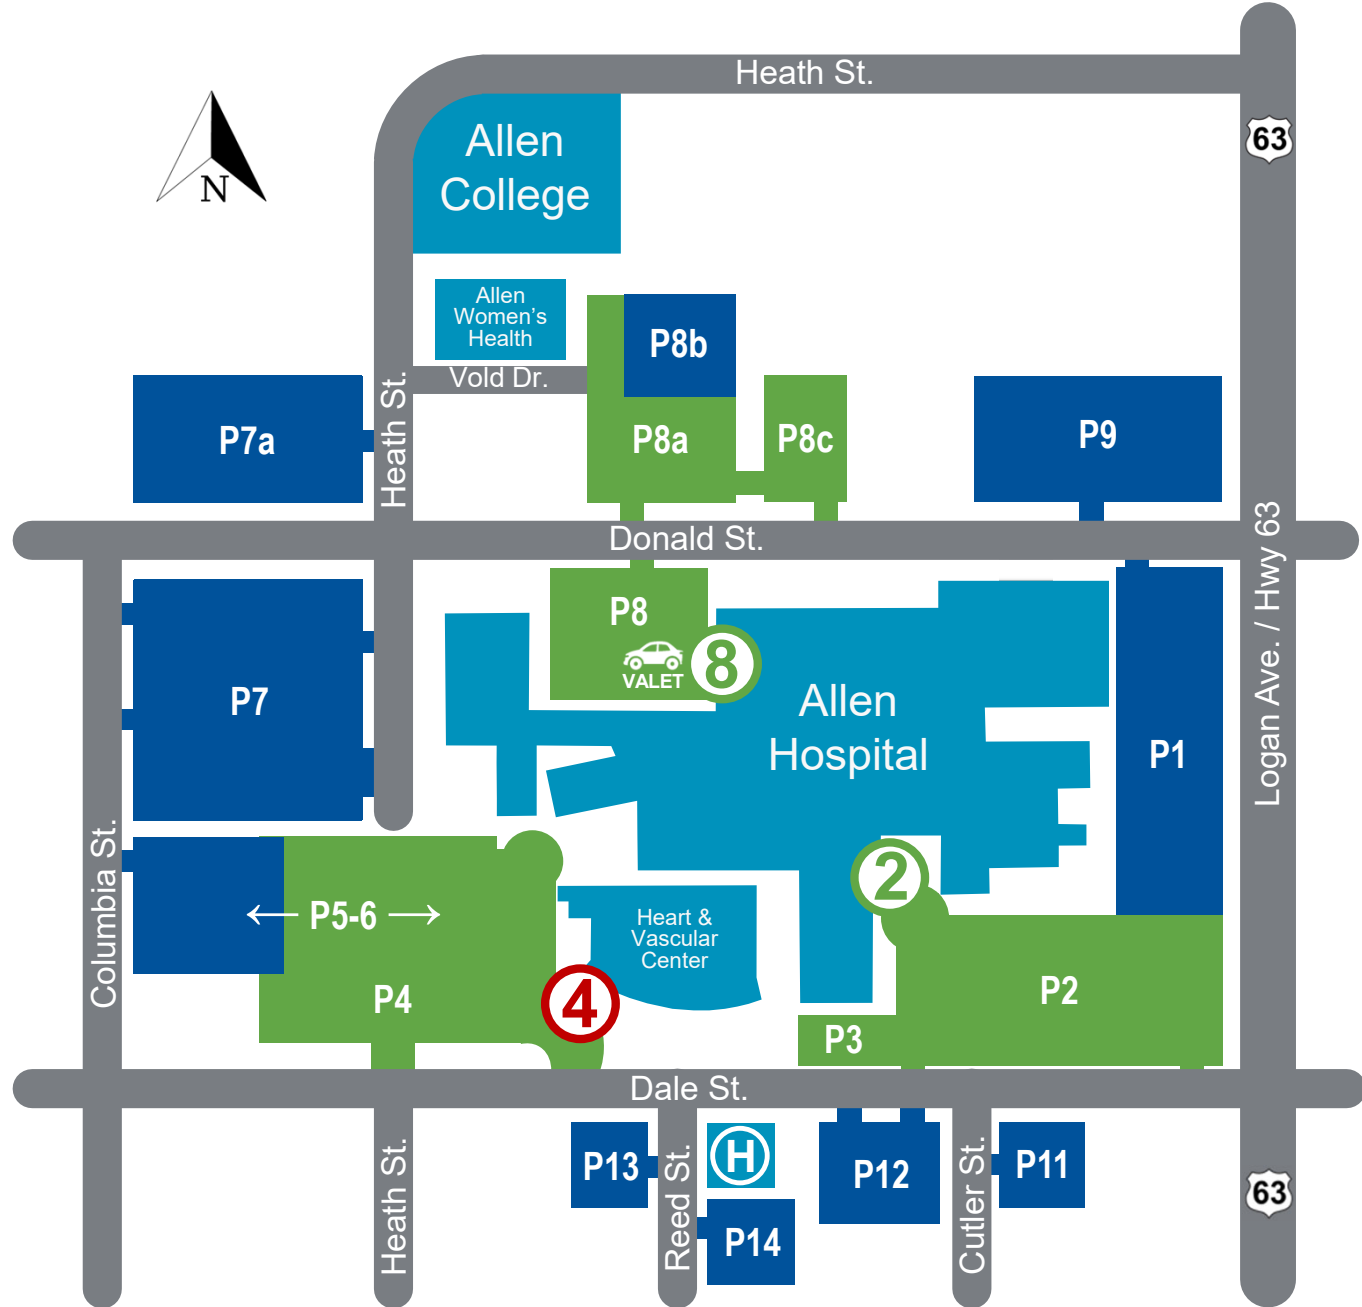 Heath St.
63
Allen
College
N
Allen
Women's
Health
P8b
Vold Dr.
Heath St.
P7a
P8a
P8c
P9
Donald St.
P8
VALET
8
Allen
Hospital
P7
P1
Logan Ave. / Hwy 63
2
Columbia St.
P5-6
Heart &
Vascular
Center
P4
4
P2
P3
Dale St.
Heath St.
P13
Reed St.
H
P12
Cutler St.
P11
63
P14